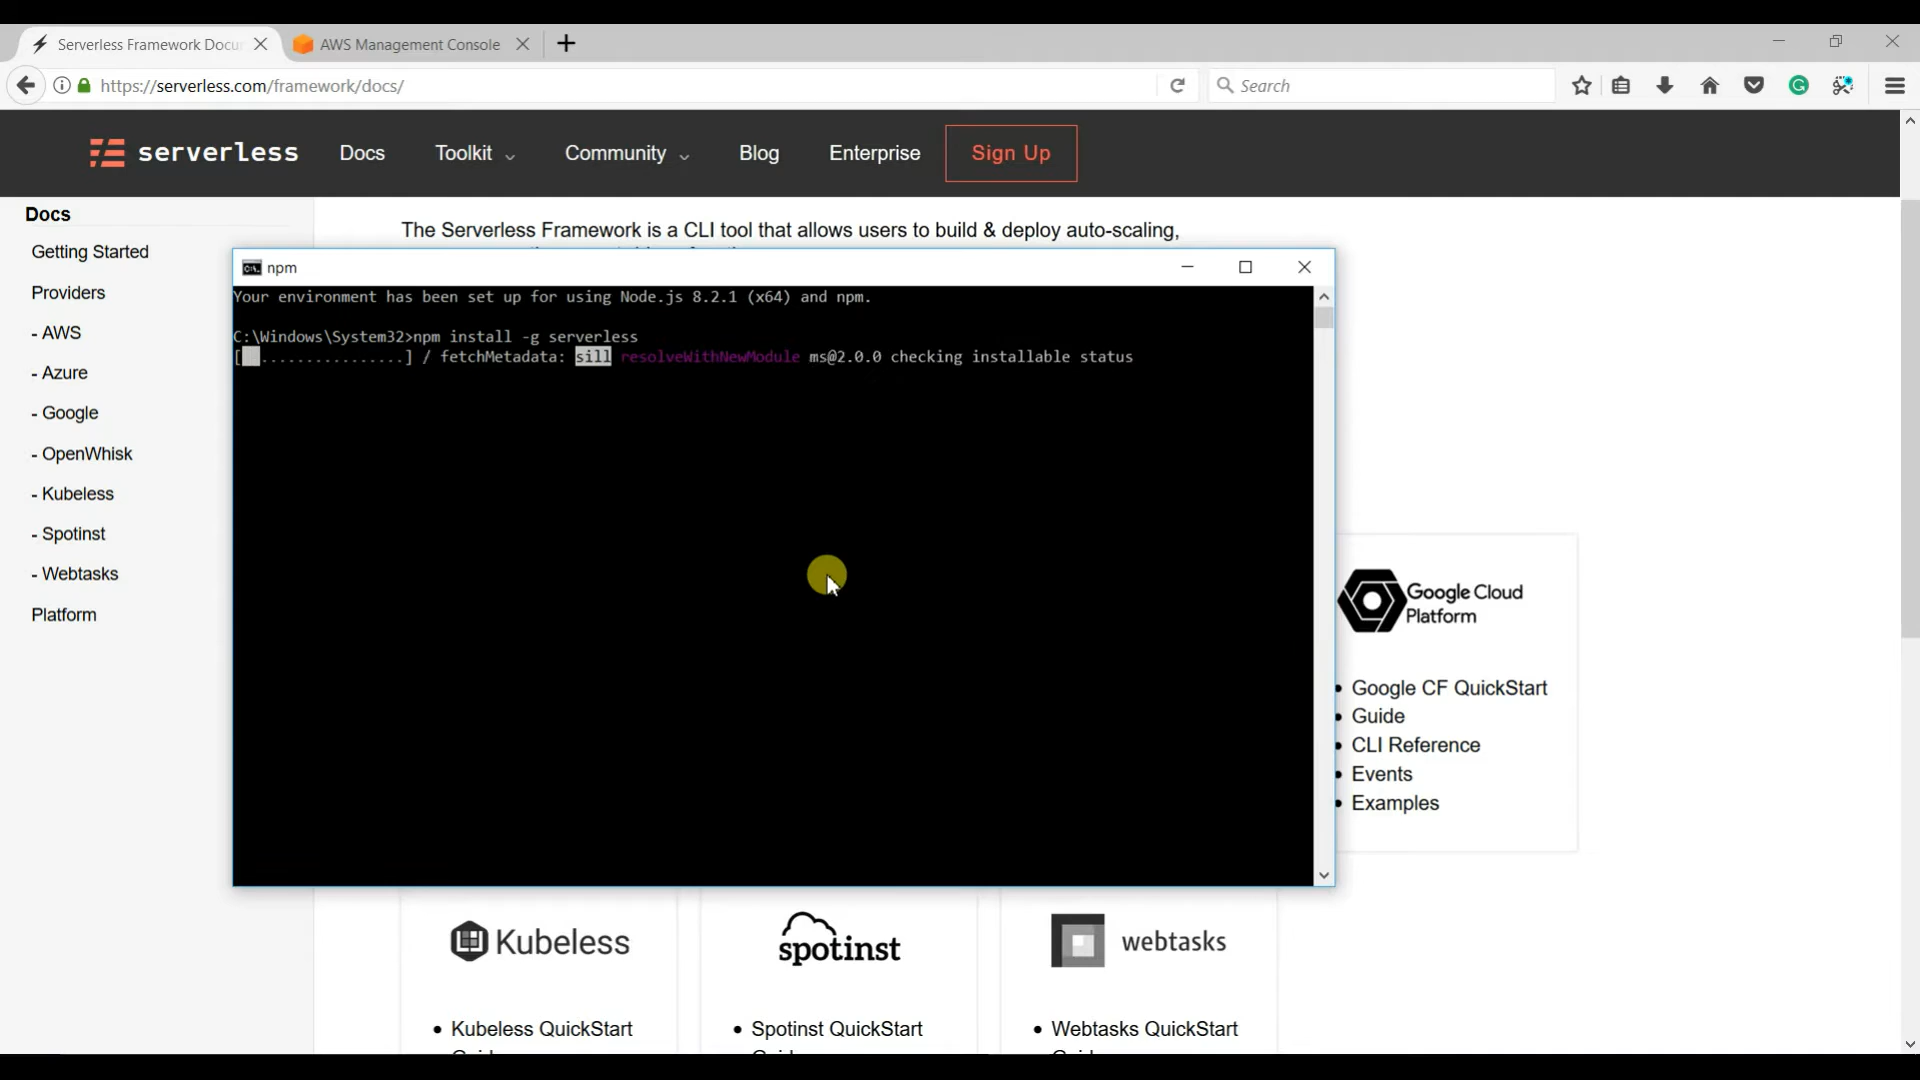 Serverless Framework Docu
AWS Management Console
https://serverless.com/framework/docs/
Search
serverless
Docs
Toolkit
Community
Blog
Enterprise
Sign Up
Docs
Getting Started
Providers
- AWS
- Azure
- Google
- OpenWhisk
- Kubeless
- Spotinst
- Webtasks
Platform
The Serverless Framework is a CLI tool that allows users to build & deploy auto-scaling,
npm
Your environment has been set up for using Node.js 8.2.1 (x64) and npm.
C:\Windows\System32>npm install -g serverless
[ ................] / fetchMetadata: sill resolveWithNewModule ms@2.0.0 checking installable status
Google Cloud
Platform
• Google CF QuickStart
• Guide
• CLI Reference
• Events
• Examples
Kubeless
• Kubeless QuickStart
spotinst
• Spotinst QuickStart
webtasks
• Webtasks QuickStart